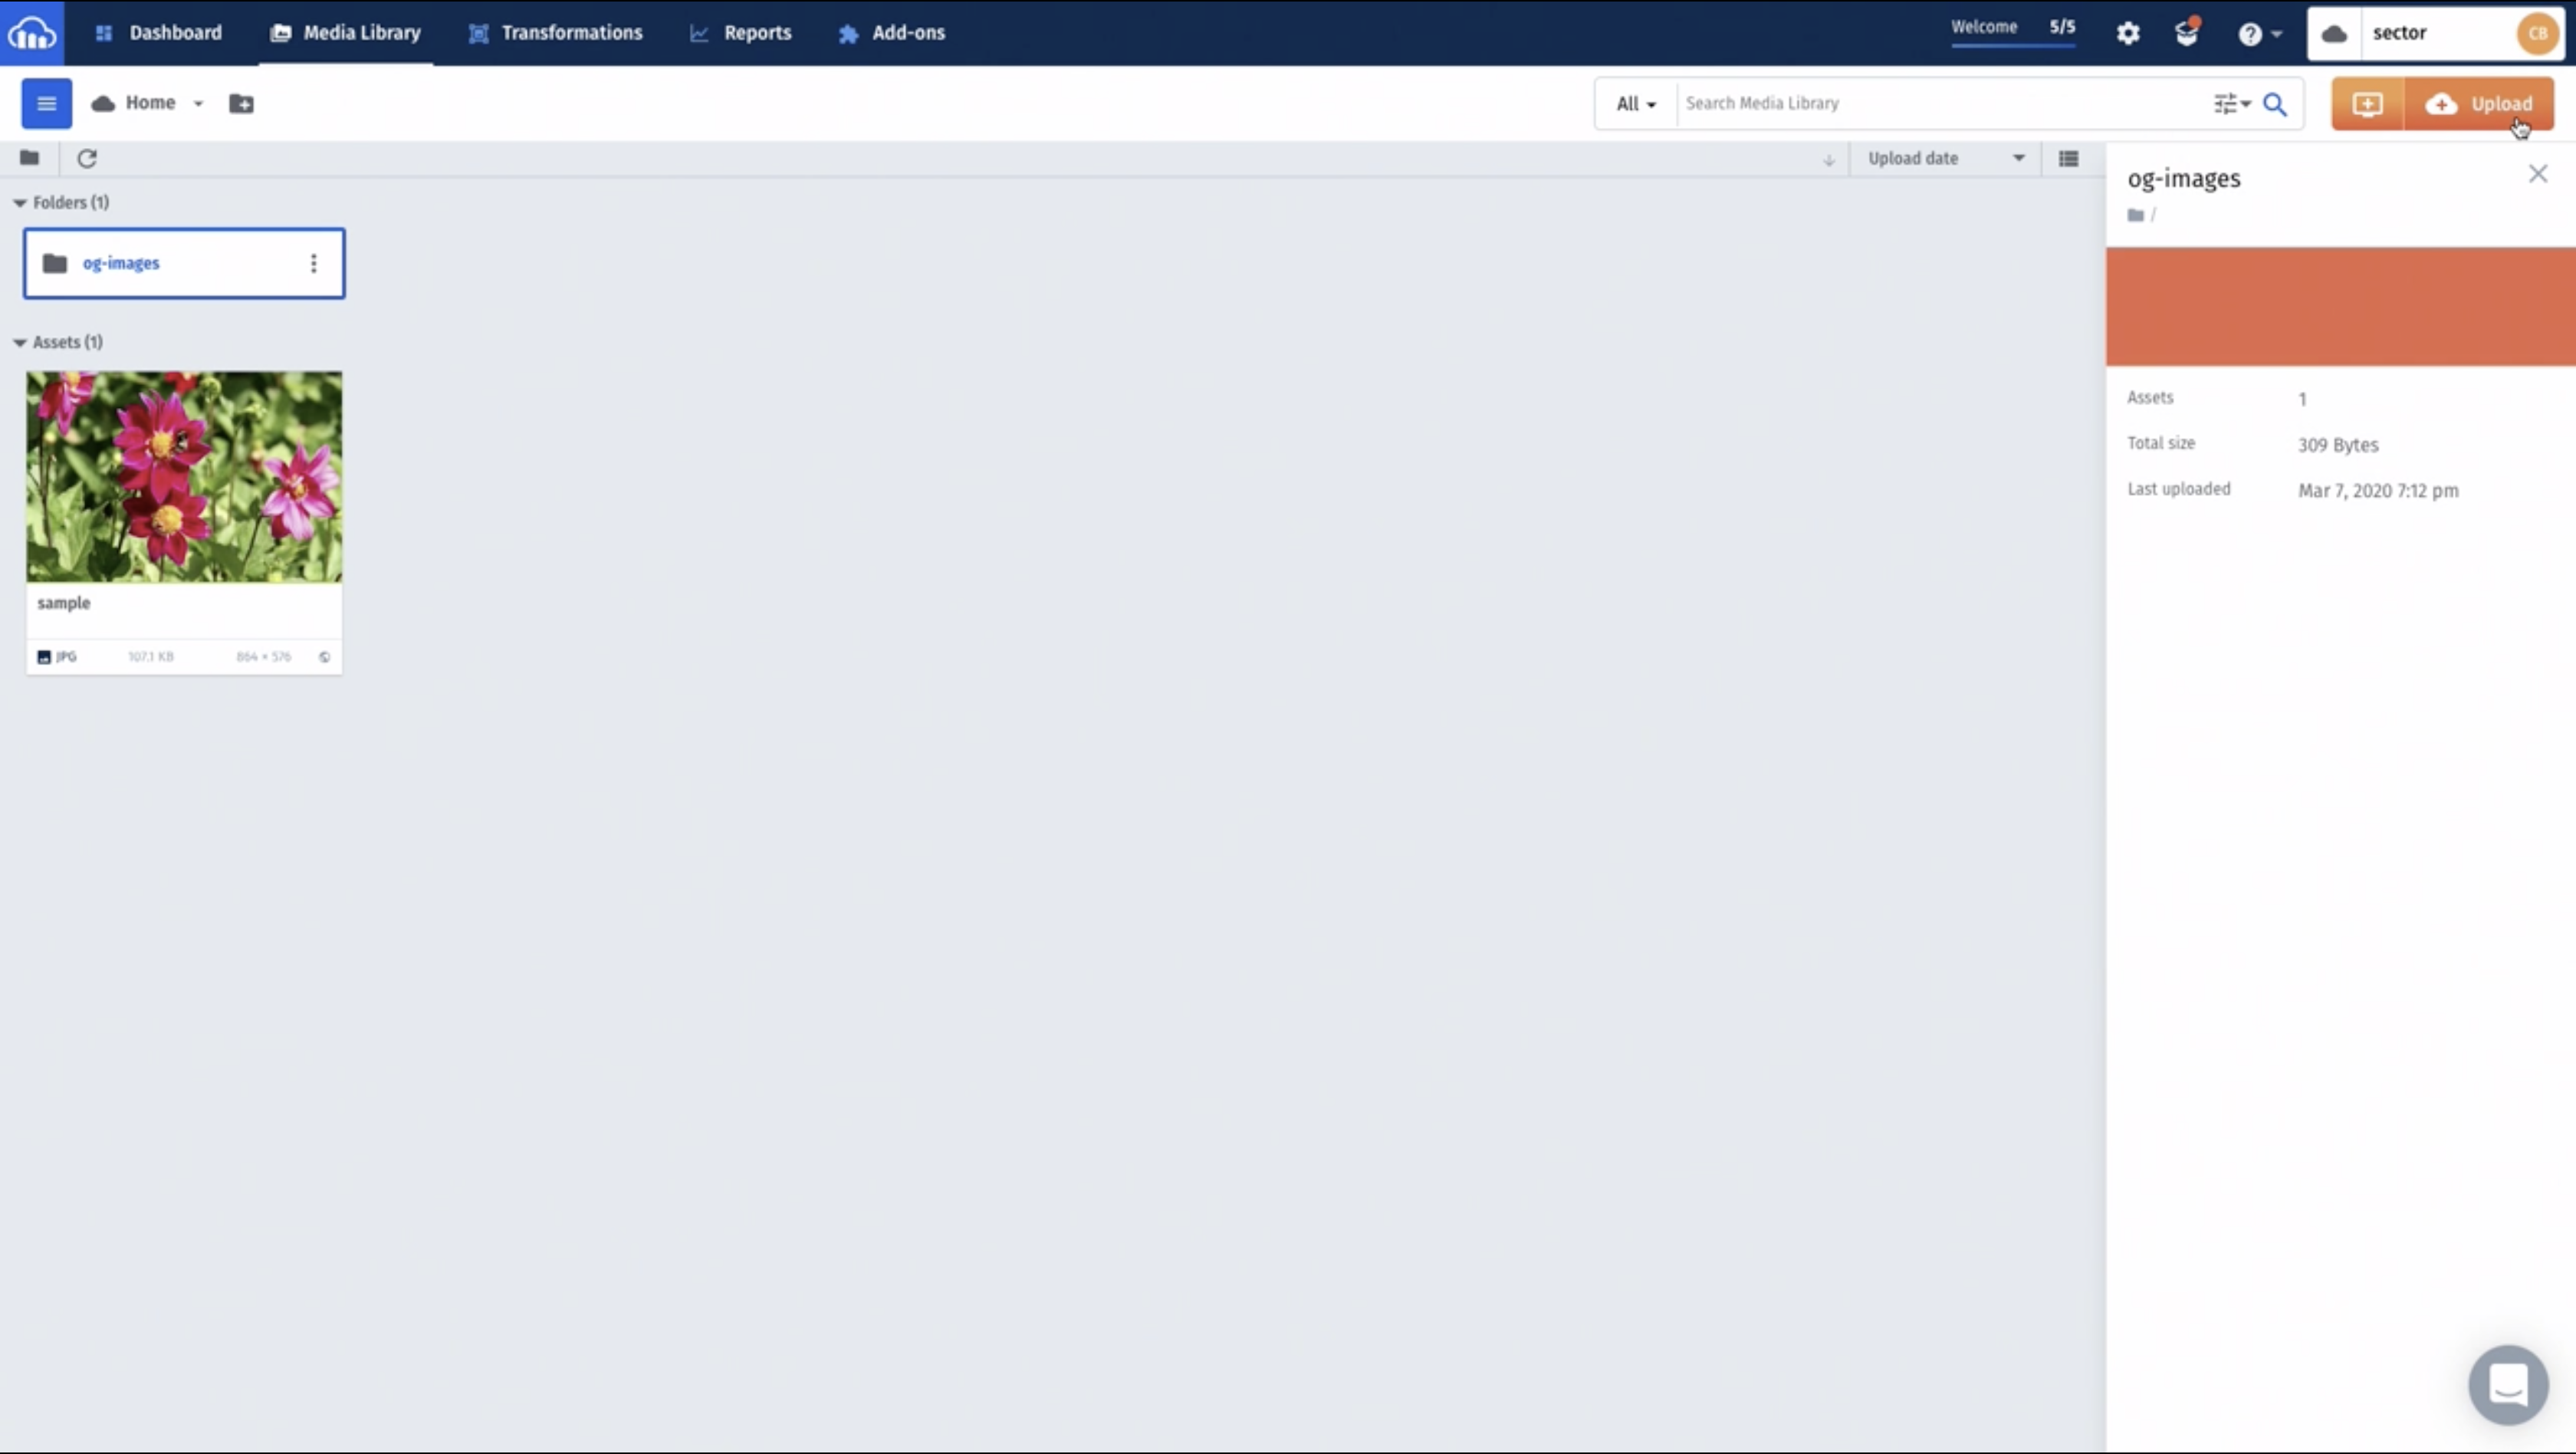 Dashboard
Media Library
Transformations
Reports
Add-ons
Welcome 5/5
sector
CB
Home
All
Search Media Library
Upload
Upload date
Folders (1)
og-images
Assets (1)
sample
JPG 107.1 KB 864 × 576
og-images
/
Assets 1
Total size 309 Bytes
Last uploaded Mar 7, 2020 7:12 pm